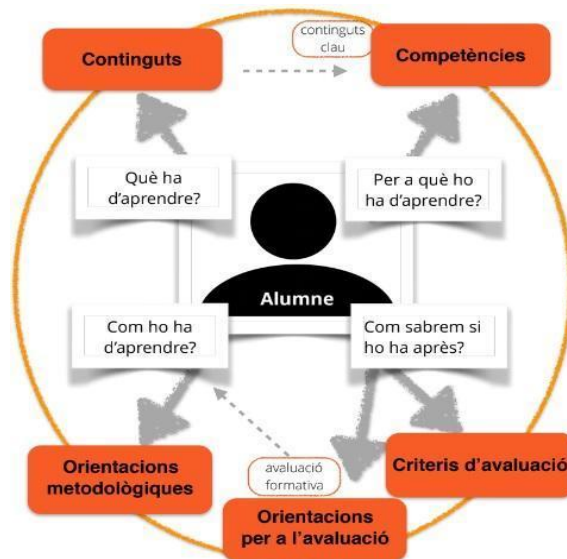 continguts
clau
Continguts
Competències
Què ha
d'aprendre?
Per a què ho
ha d'aprendre?
Alumne
Com ho ha
d'aprendre?
Com sabrem si
ho ha après?
Orientacions
metodològiques
avaluació
formativa
Criteris d'avaluació
Orientacions
per a l'avaluació